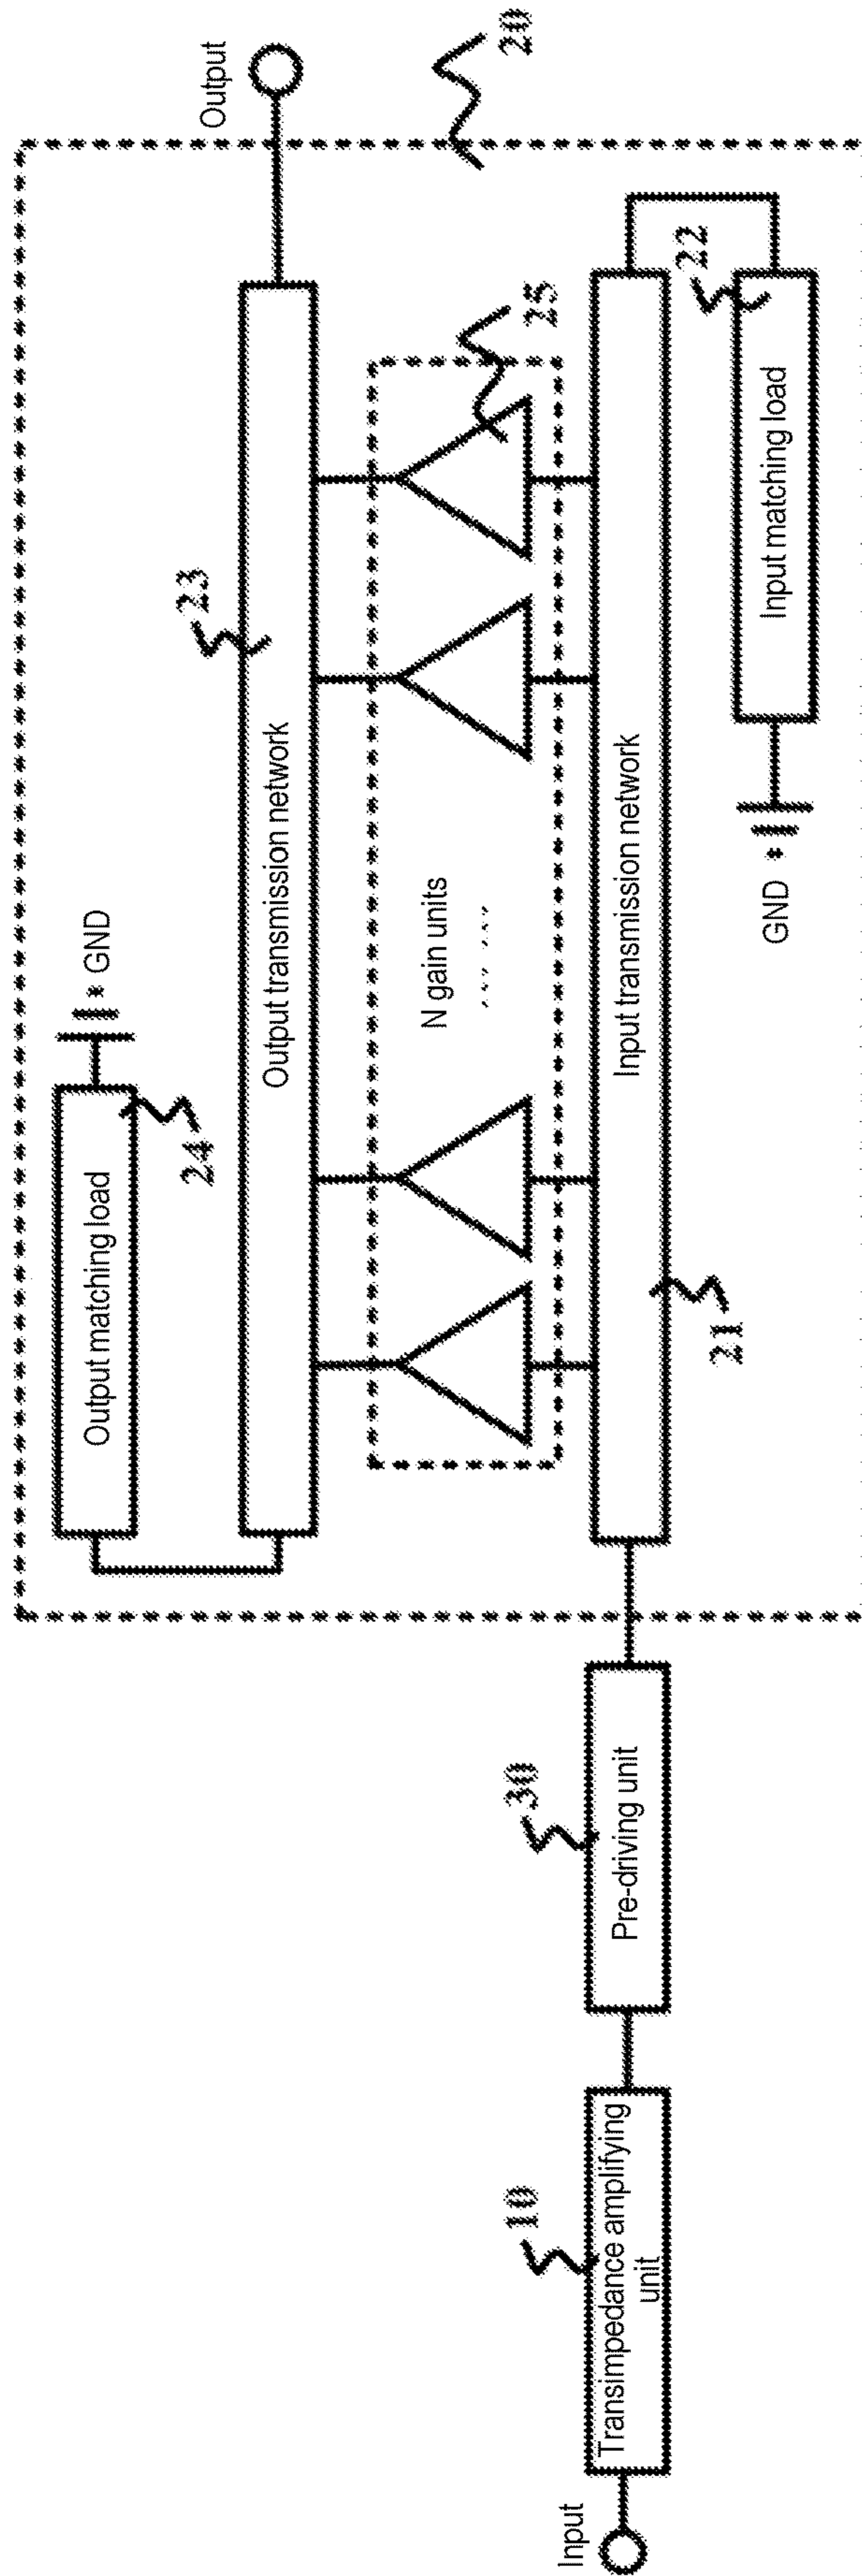 Output
20
Output matching load
GND
24
23
Output transmission network
N gain units
25
Input
10
Transimpedance amplifying
unit
30
Pre-driving unit
Input transmission network
21
22
Input matching load
GND